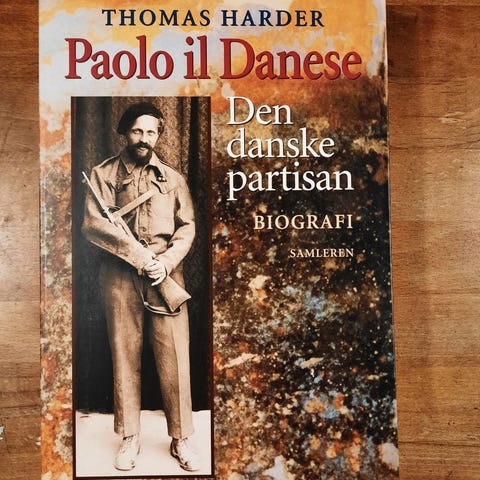 THOMAS HARDER
Paolo il Danese
Den
danske
partisan
BIOGRAFI
SAMLEREN